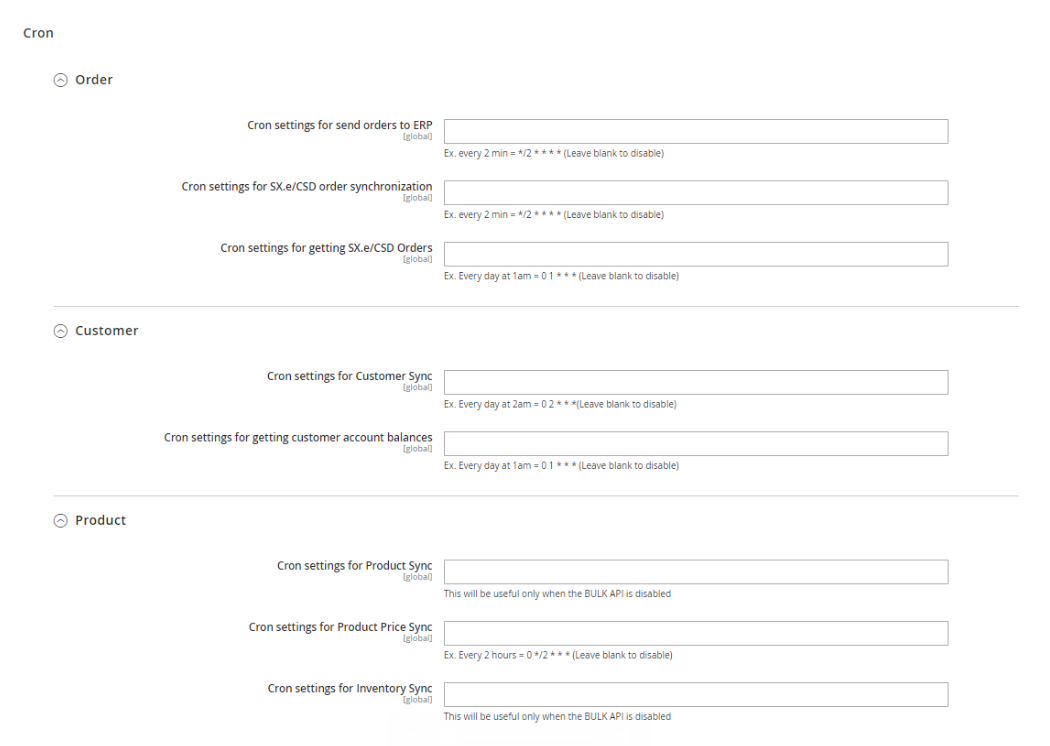 Cron
Order
Cron settings for send orders to ERP
[global]
Ex. every 2 min = */2 * * * * (Leave blank to disable)
Cron settings for SX.e/CSD order synchronization
[global]
Ex. every 2 min = */2 * * * * (Leave blank to disable)
Cron settings for getting SX.e/CSD Orders
[global]
Ex. Every day at 1am = 0 1 * * * (Leave blank to disable)
Customer
Cron settings for Customer Sync
[global]
Ex. Every day at 2am = 0 2 * * *(Leave blank to disable)
Cron settings for getting customer account balances
[global]
Ex. Every day at 1am = 0 1 * * * (Leave blank to disable)
Product
Cron settings for Product Sync
[global]
This will be useful only when the BULK API is disabled
Cron settings for Product Price Sync
[global]
Ex. Every 2 hours = 0 */2 * * * (Leave blank to disable)
Cron settings for Inventory Sync
[global]
This will be useful only when the BULK API is disabled